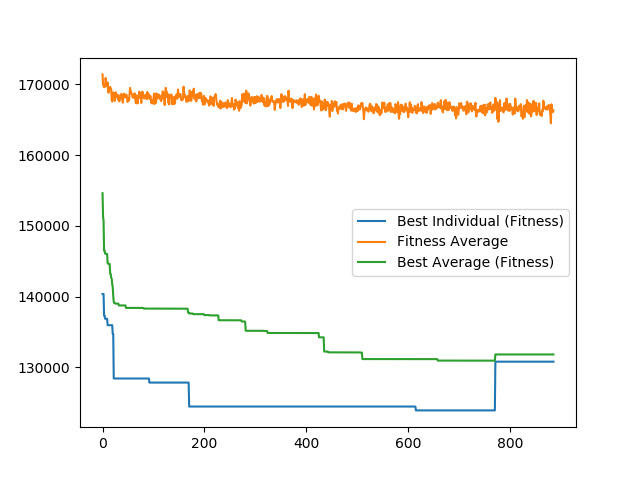 170000
160000
150000
140000
130000
Best Individual (Fitness)
Fitness Average
Best Average (Fitness)
0 200 400 600 800